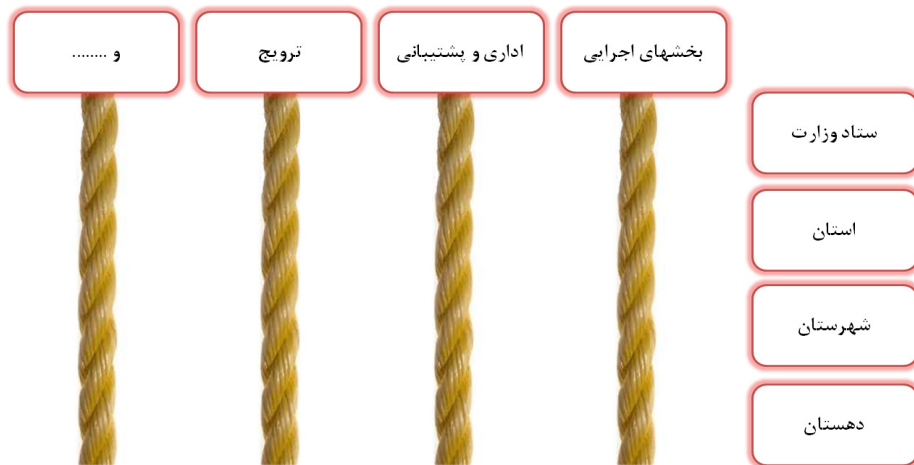 بخشهای اجرایی
اداری و پشتیبانی
ترویج
و ........
ستاد وزارت
استان
شهرستان
دهستان